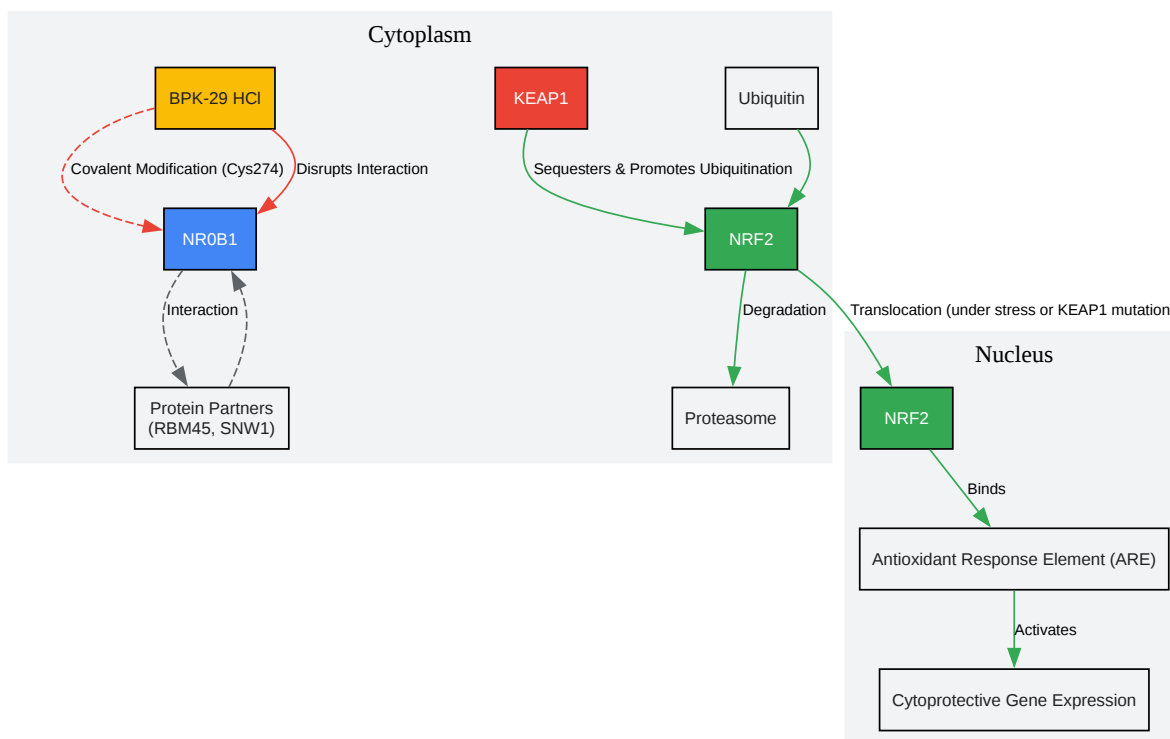 Cytoplasm
BPK-29 HCl
KEAP1
Ubiquitin
Covalent Modification (Cys274)
Disrupts Interaction
Sequesters & Promotes Ubiquitination
NR0B1
NRF2
Interaction
Degradation
Translocation (under stress or KEAP1 mutation
Nucleus
Protein Partners
(RBM45, SNW1)
Proteasome
NRF2
Binds
Antioxidant Response Element (ARE)
Activates
Cytoprotective Gene Expression